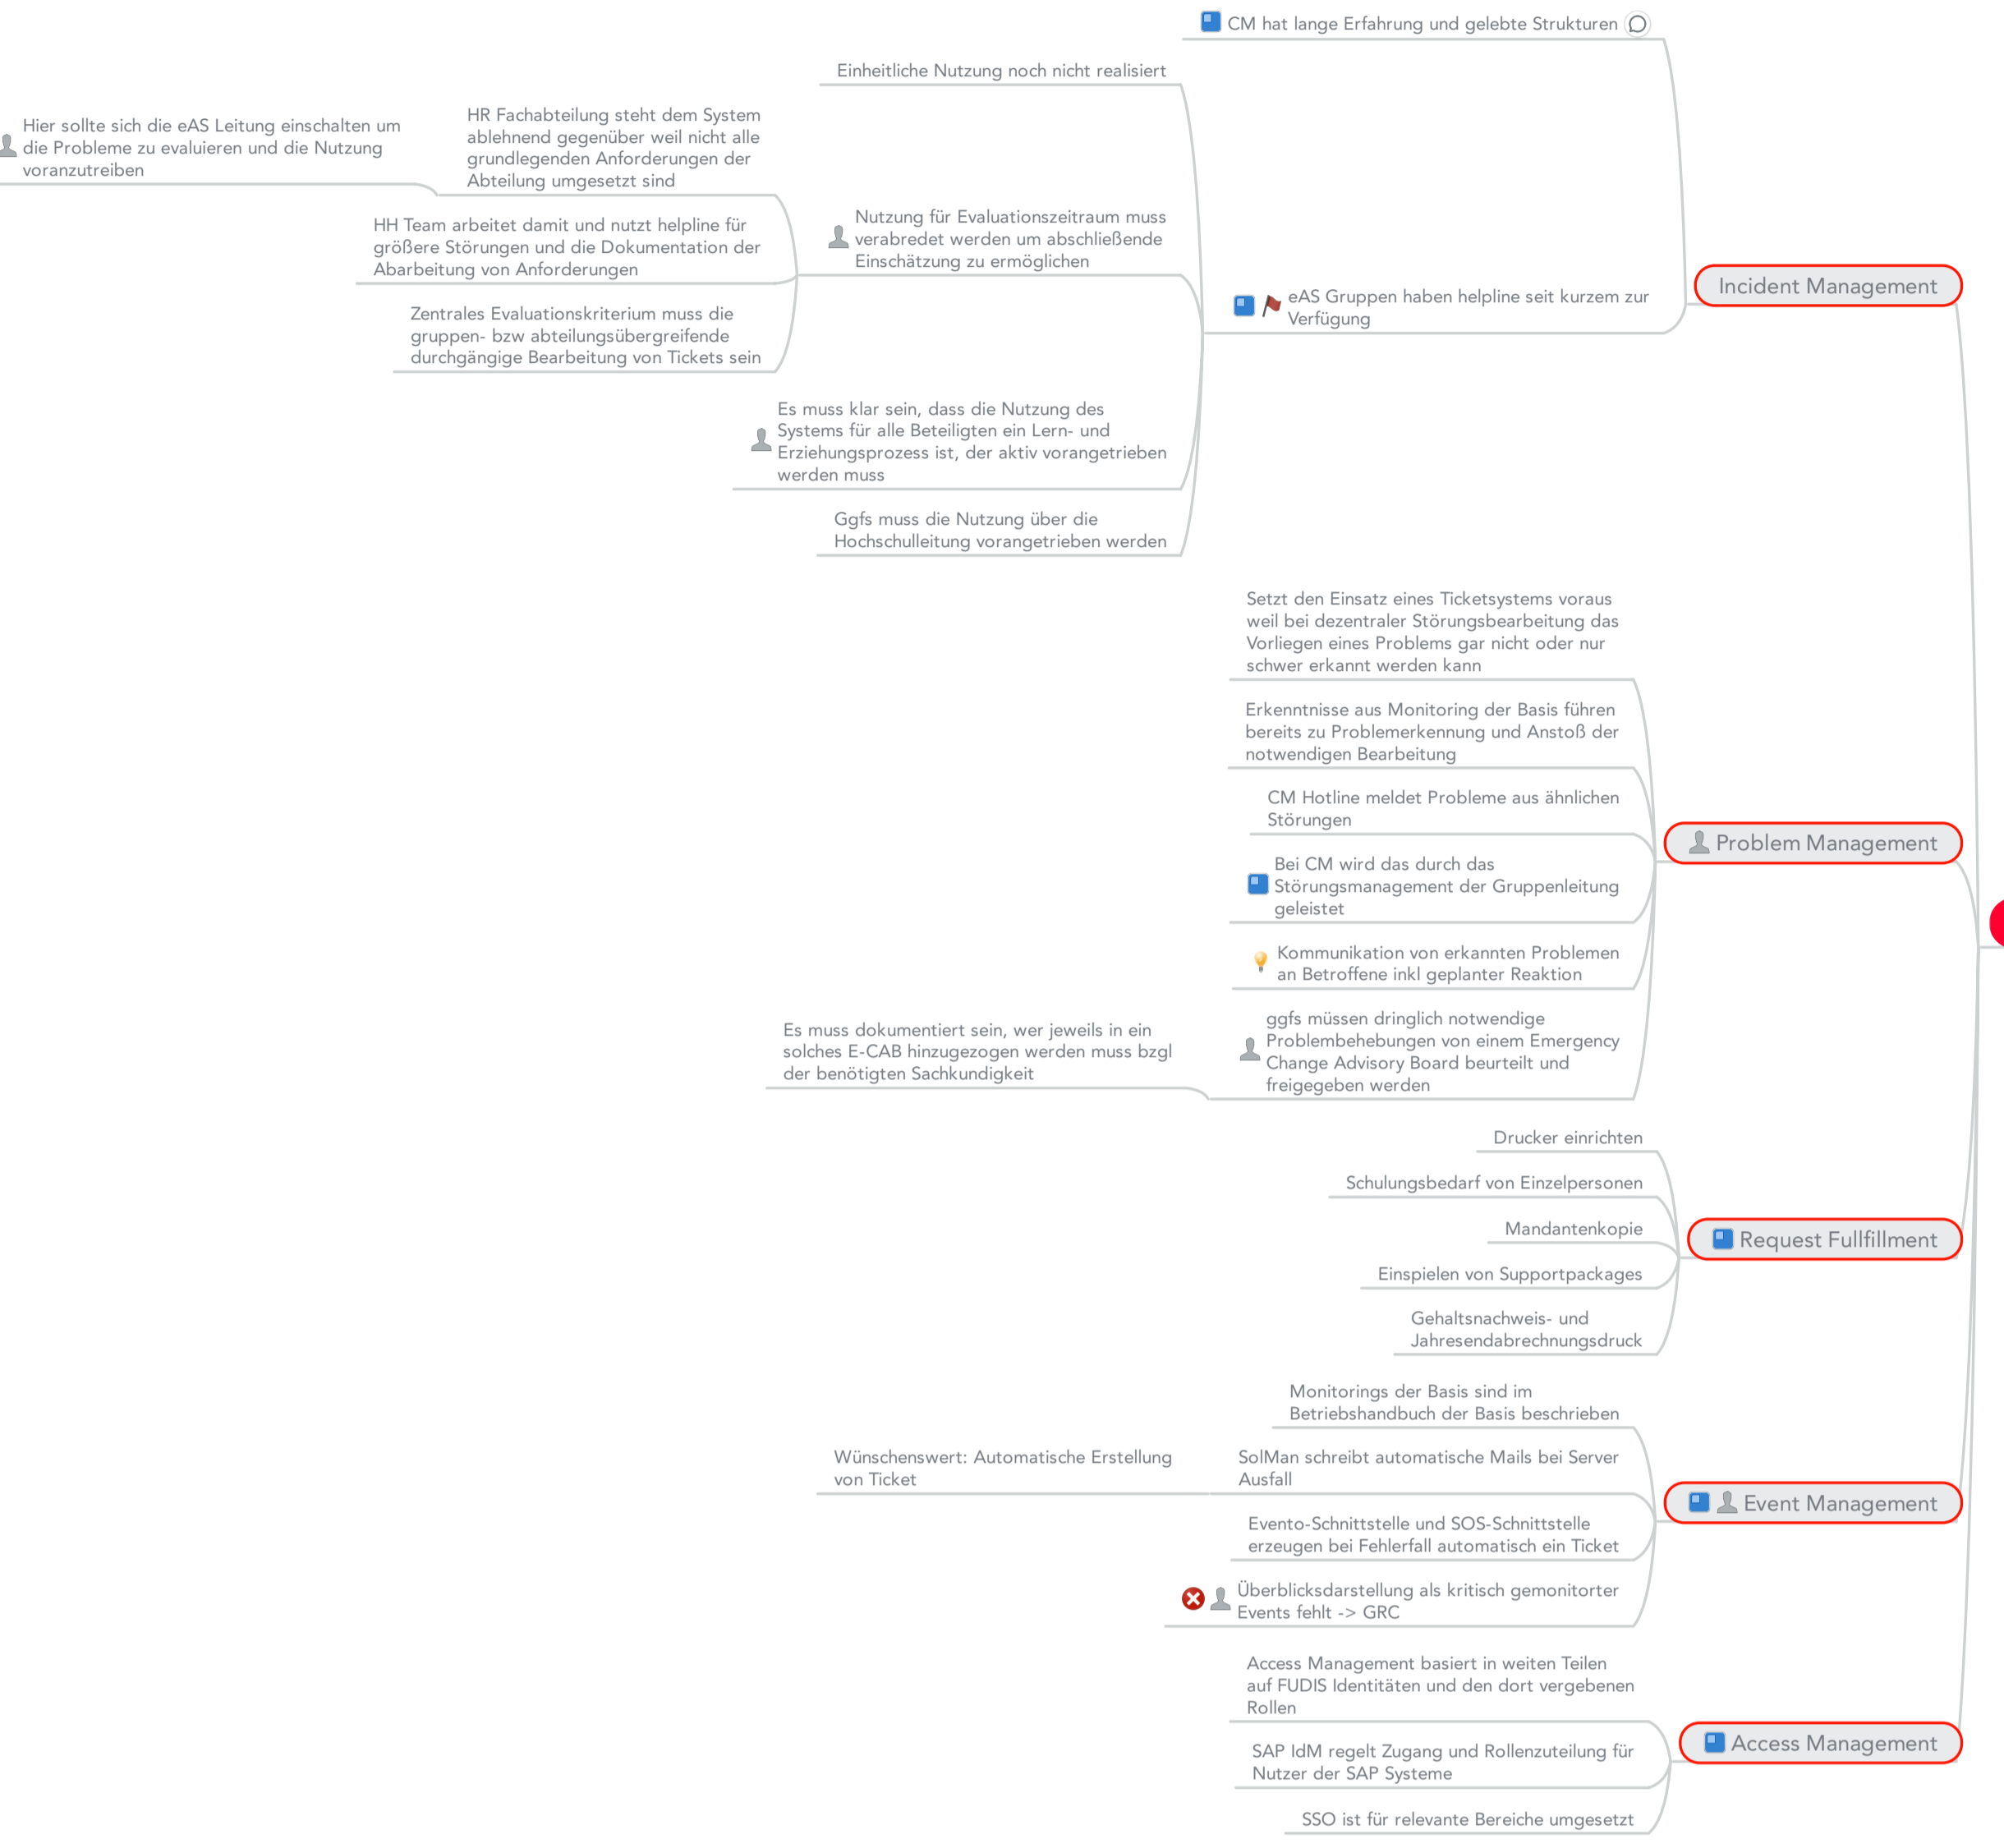 CM hat lange Erfahrung und gelebte Strukturen
Einheitliche Nutzung noch nicht realisiert
Hier sollte sich die eAS Leitung einschalten um
die Probleme zu evaluieren und die Nutzung
voranzutreiben
HR Fachabteilung steht dem System
ablehnend gegenüber weil nicht alle
grundlegenden Anforderungen der
Abteilung umgesetzt sind
HH Team arbeitet damit und nutzt helpline für
größere Störungen und die Dokumentation der
Abarbeitung von Anforderungen
Zentrales Evaluationskriterium muss die
gruppen- bzw abteilungsübergreifende
durchgängige Bearbeitung von Tickets sein
Nutzung für Evaluationszeitraum muss
verabredet werden um abschließende
Einschätzung zu ermöglichen
eAS Gruppen haben helpline seit kurzem zur
Verfügung
Incident Management
Es muss klar sein, dass die Nutzung des
Systems für alle Beteiligten ein Lern- und
Erziehungsprozess ist, der aktiv vorangetrieben
werden muss
Ggfs muss die Nutzung über die
Hochschulleitung vorangetrieben werden
Setzt den Einsatz eines Ticketsystems voraus
weil bei dezentraler Störungsbearbeitung das
Vorliegen eines Problems gar nicht oder nur
schwer erkannt werden kann
Erkenntnisse aus Monitoring der Basis führen
bereits zu Problemerkennung und Anstoß der
notwendigen Bearbeitung
CM Hotline meldet Probleme aus ähnlichen
Störungen
Problem Management
Bei CM wird das durch das
Störungsmanagement der Gruppenleitung
geleistet
Kommunikation von erkannten Problemen
an Betroffene inkl geplanter Reaktion
ggfs müssen dringlich notwendige
Problembehebungen von einem Emergency
Change Advisory Board beurteilt und
freigegeben werden
Es muss dokumentiert sein, wer jeweils in ein
solches E-CAB hinzugezogen werden muss bzgl
der benötigten Sachkundigkeit
Drucker einrichten
Schulungsbedarf von Einzelpersonen
Mandantenkopie
Request Fullfillment
Einspielen von Supportpackages
Gehaltsnachweis- und
Jahresendabrechnungsdruck
Monitorings der Basis sind im
Betriebshandbuch der Basis beschrieben
Wünschenswert: Automatische Erstellung
von Ticket
SolMan schreibt automatische Mails bei Server
Ausfall
Event Management
Evento-Schnittstelle und SOS-Schnittstelle
erzeugen bei Fehlerfall automatisch ein Ticket
Überblicksdarstellung als kritisch gemonitorter
Events fehlt -> GRC
Access Management basiert in weiten Teilen
auf FUDIS Identitäten und den dort vergebenen
Rollen
Access Management
SAP IdM regelt Zugang und Rollenzuteilung für
Nutzer der SAP Systeme
SSO ist für relevante Bereiche umgesetzt